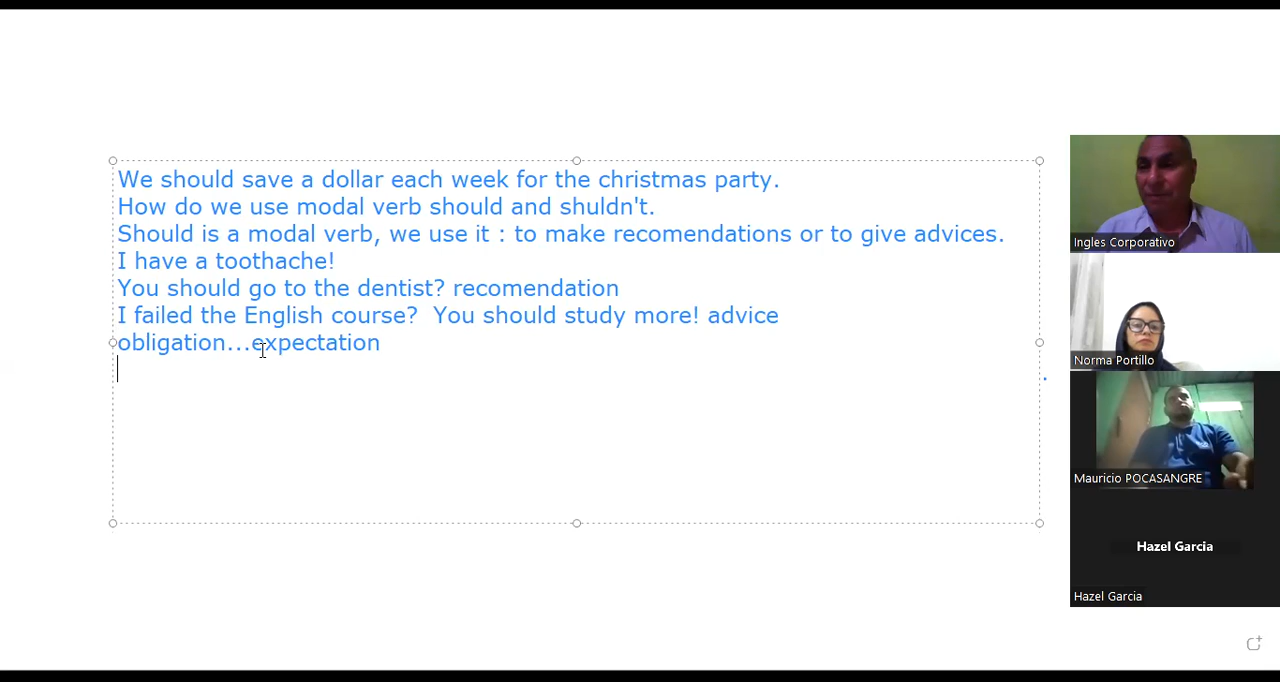 We should save a dollar each week for the christmas party.
How do we use modal verb should and shuldn't.
Should is a modal verb, we use it : to make recomendations or to give advices.
I have a toothache!
You should go to the dentist? recomendation
I failed the English course?  You should study more! advice
obligation...expectation
.
Ingles Corporativo
Norma Portillo
Mauricio POCASANGRE
Hazel Garcia
Hazel Garcia